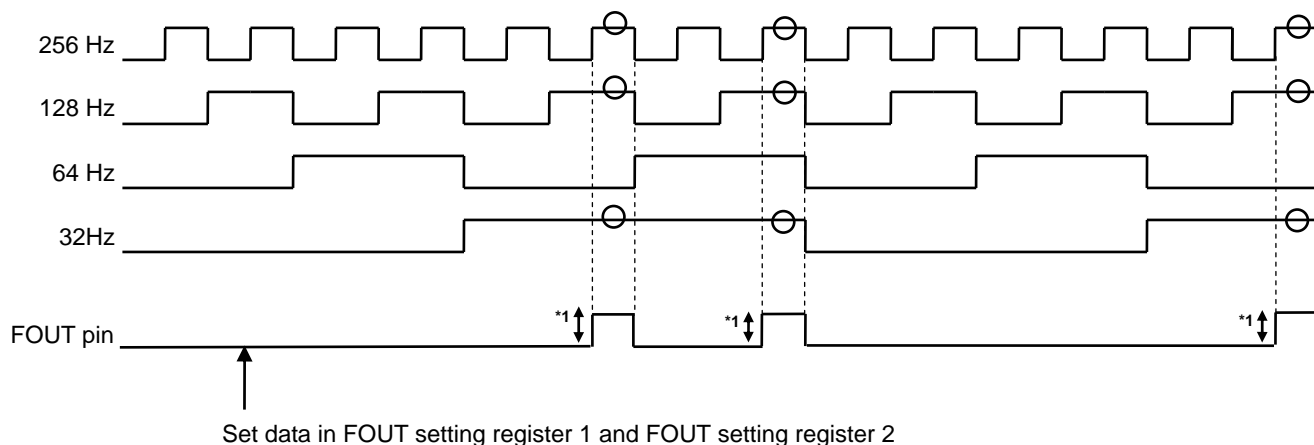 256 Hz
128 Hz
64 Hz
32Hz
*1 *1 *1
FOUT pin
Set data in FOUT setting register 1 and FOUT setting register 2